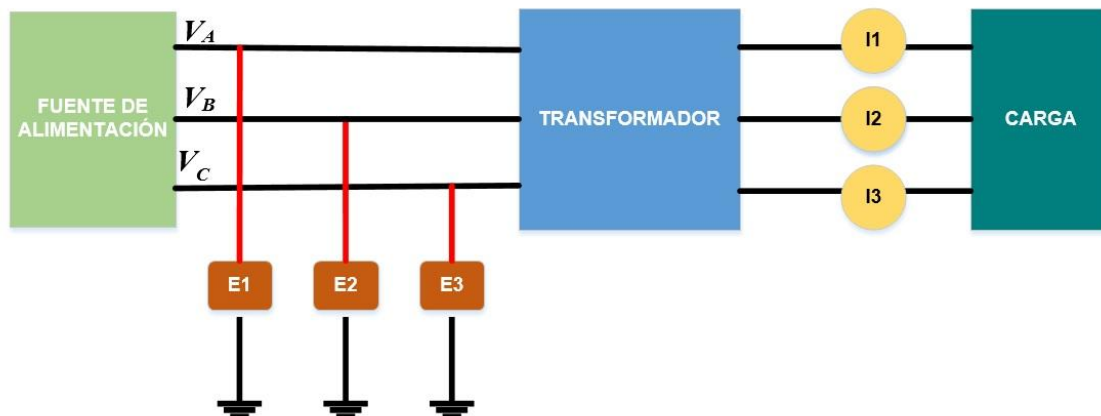 V_A
V_B
V_C
FUENTE DE
ALIMENTACIÓN
TRANSFORMADOR
I1
I2
I3
CARGA
E1 E2 E3